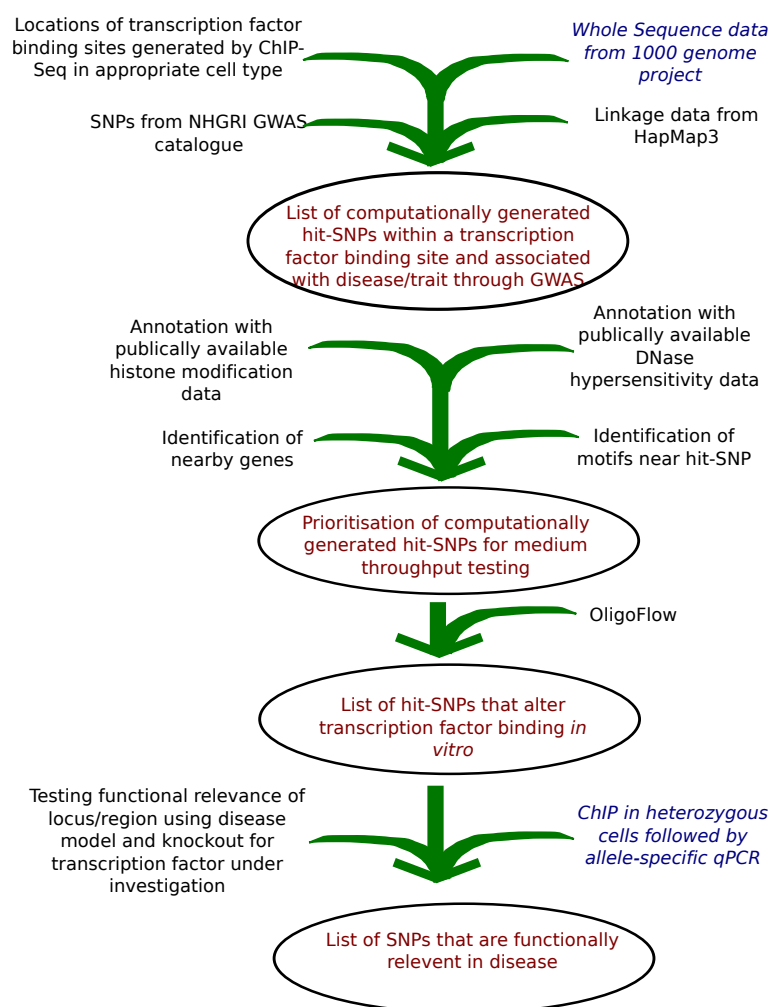 Locations of transcription factor
binding sites generated by ChIP-
Seq in appropriate cell type
Whole Sequence data
from 1000 genome
project
SNPs from NHGRI GWAS
catalogue
Linkage data from
HapMap3
List of computationally generated
hit-SNPs within a transcription
factor binding site and associated
with disease/trait through GWAS
Annotation with
publically available
histone modification
data
Annotation with
publically available
DNase
hypersensitivity data
Identification of
nearby genes
Identification of
motifs near hit-SNP
Prioritisation of computationally
generated hit-SNPs for medium
throughput testing
OligoFlow
List of hit-SNPs that alter
transcription factor binding in
vitro
Testing functional relevance of
locus/region using disease
model and knockout for
transcription factor under
investigation
ChIP in heterozygous
cells followed by
allele-specific qPCR
List of SNPs that are functionally
relevent in disease